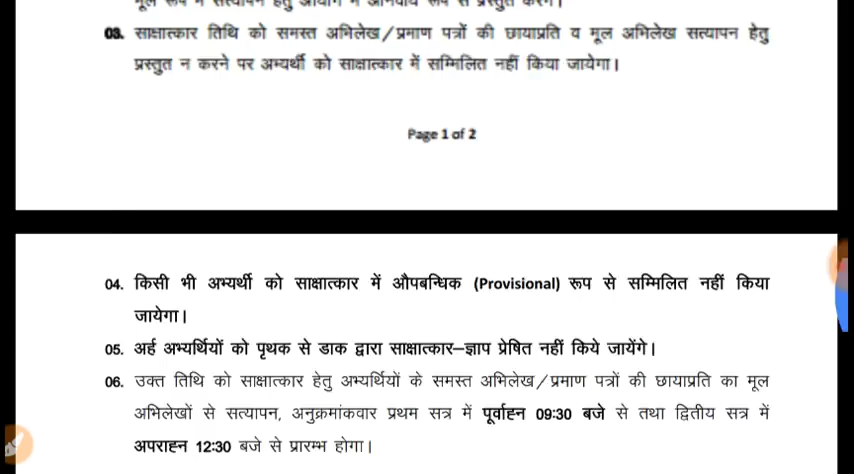 03. साक्षात्कार तिथि को समस्त अभिलेख/प्रमाण पत्रों की छायाप्रति व मूल अभिलेख सत्यापन हेतु
प्रस्तुत न करने पर अभ्यर्थी को साक्षात्कार में सम्मिलित नहीं किया जायेगा।
Page 1 of 2
04. किसी भी अभ्यर्थी को साक्षात्कार में औपबन्धिक (Provisional) रूप से सम्मिलित नहीं किया
जायेगा।
05. अर्ह अभ्यर्थियों को पृथक से डाक द्वारा साक्षात्कार–ज्ञाप प्रेषित नहीं किये जायेंगे।
06. उक्त तिथि को साक्षात्कार हेतु अभ्यर्थियों के समस्त अभिलेख/प्रमाण पत्रों की छायाप्रति का मूल
अभिलेखों से सत्यापन, अनुक्रमांकवार प्रथम सत्र में पूर्वाह्न 09:30 बजे से तथा द्वितीय सत्र में
अपराह्न 12:30 बजे से प्रारम्भ होगा।